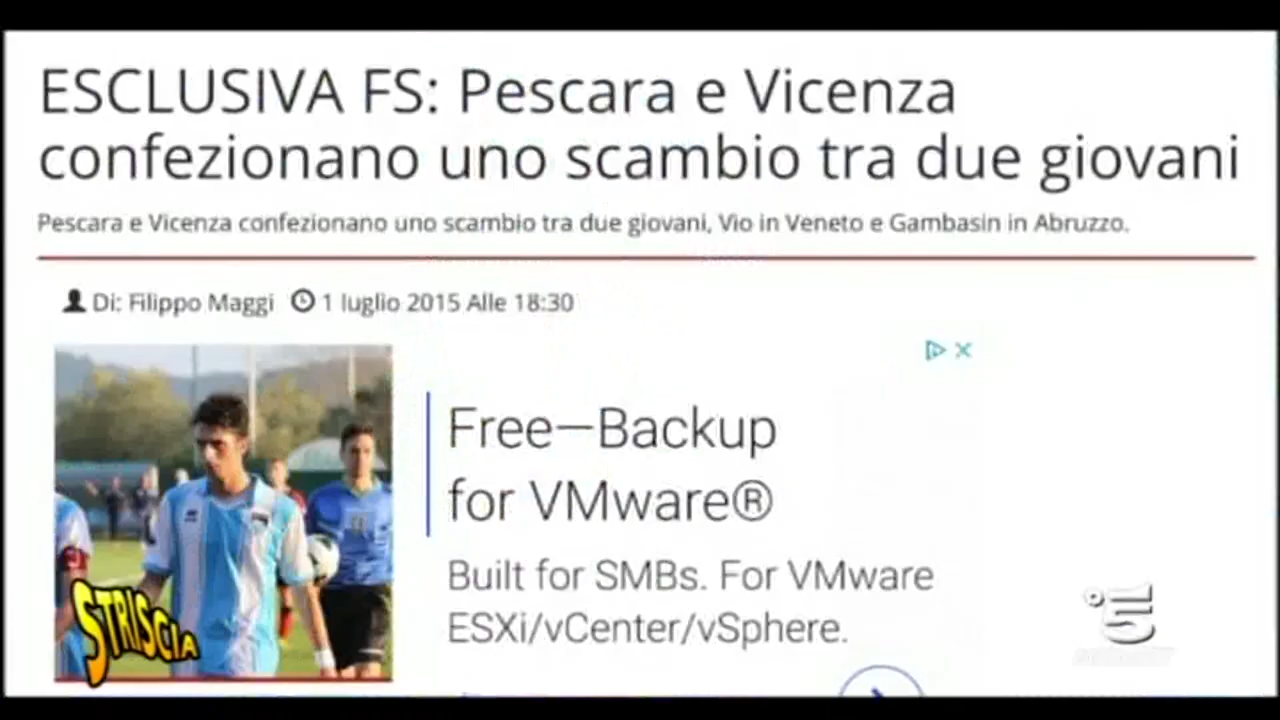 ESCLUSIVA FS: Pescara e Vicenza
confezionano uno scambio tra due giovani
Pescara e Vicenza confezionano uno scambio tra due giovani, Vio in Veneto e Gambasin in Abruzzo.
Di: Filippo Maggi 1 luglio 2015 Alle 18:30
Free—Backup
for VMware®
Built for SMBs. For VMware
ESXi/vCenter/vSphere.
STRISCIA
5